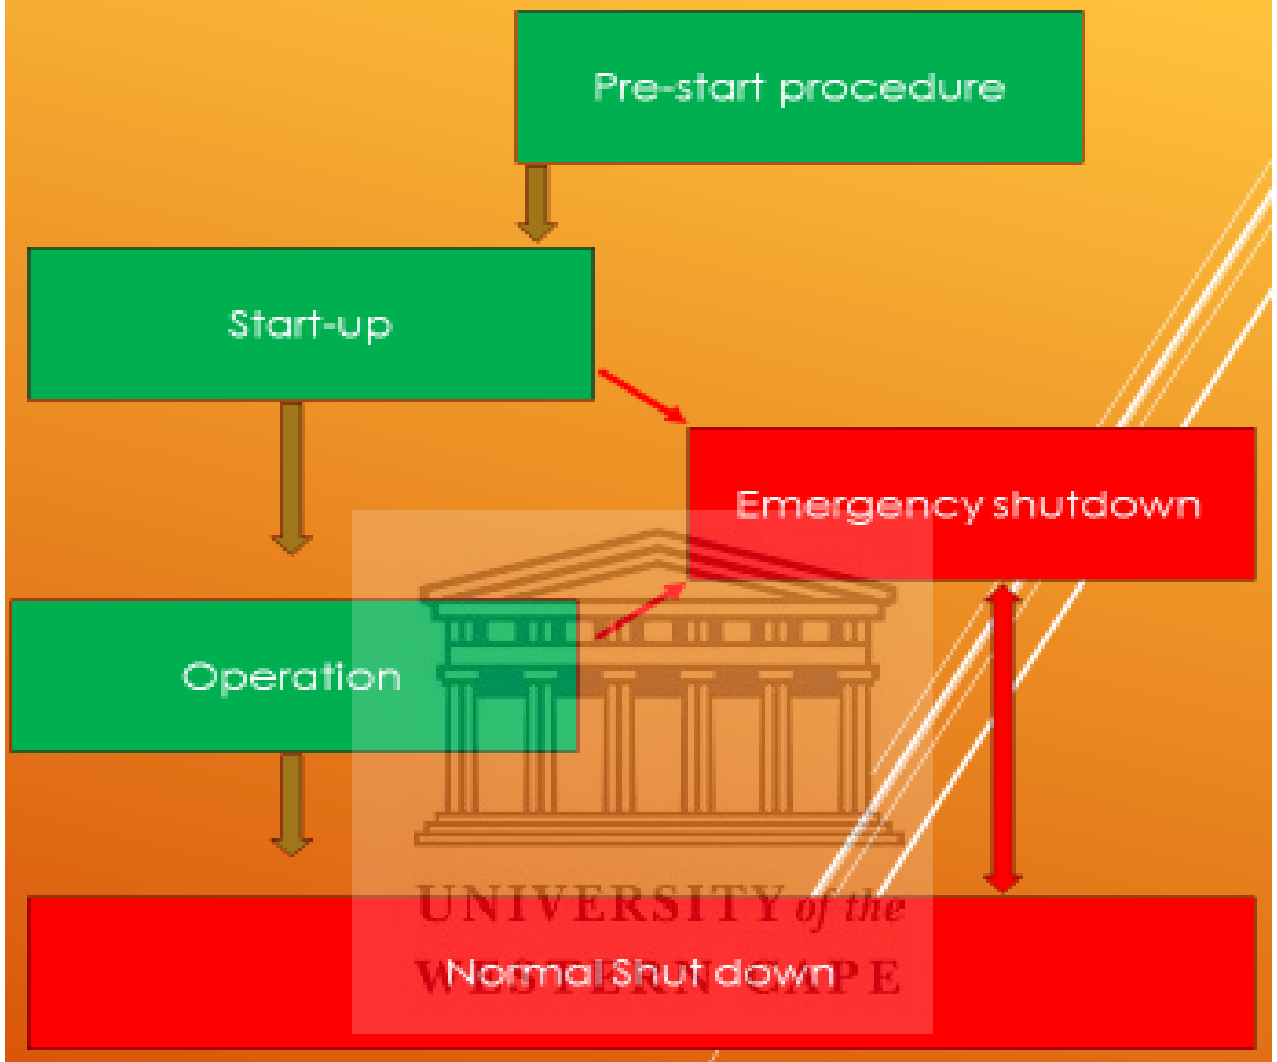 Pre-start procedure
Start-up
Emergency shutdown
Operation
UNIVERSITY of the
WESTERN CAPE
Normal Shut down